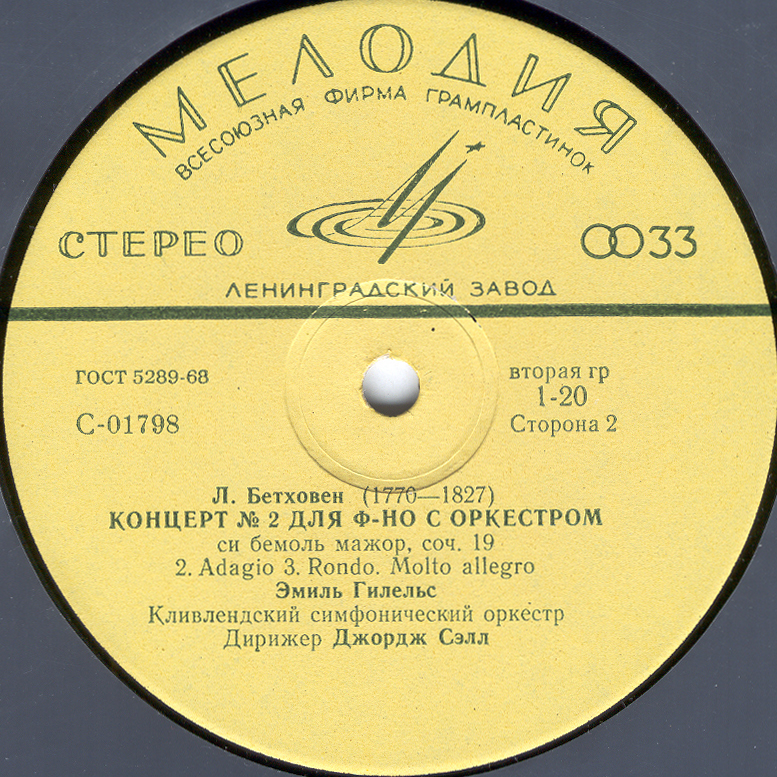 МЕЛОДИЯ
ВСЕСОЮЗНАЯ ФИРМА ГРАМПЛАСТИНОК
СТЕРЕО 33
ЛЕНИНГРАДСКИЙ ЗАВОД
ГОСТ 5289-68 вторая гр
1-20
С-01798 Сторона 2
Л. Бетховен (1770—1827)
КОНЦЕРТ № 2 ДЛЯ Ф-НО С ОРКЕСТРОМ
си бемоль мажор, соч. 19
2. Adagio 3. Rondo. Molto allegro
Эмиль Гилельс
Кливлендский симфонический оркестр
Дирижер Джордж Сэлл